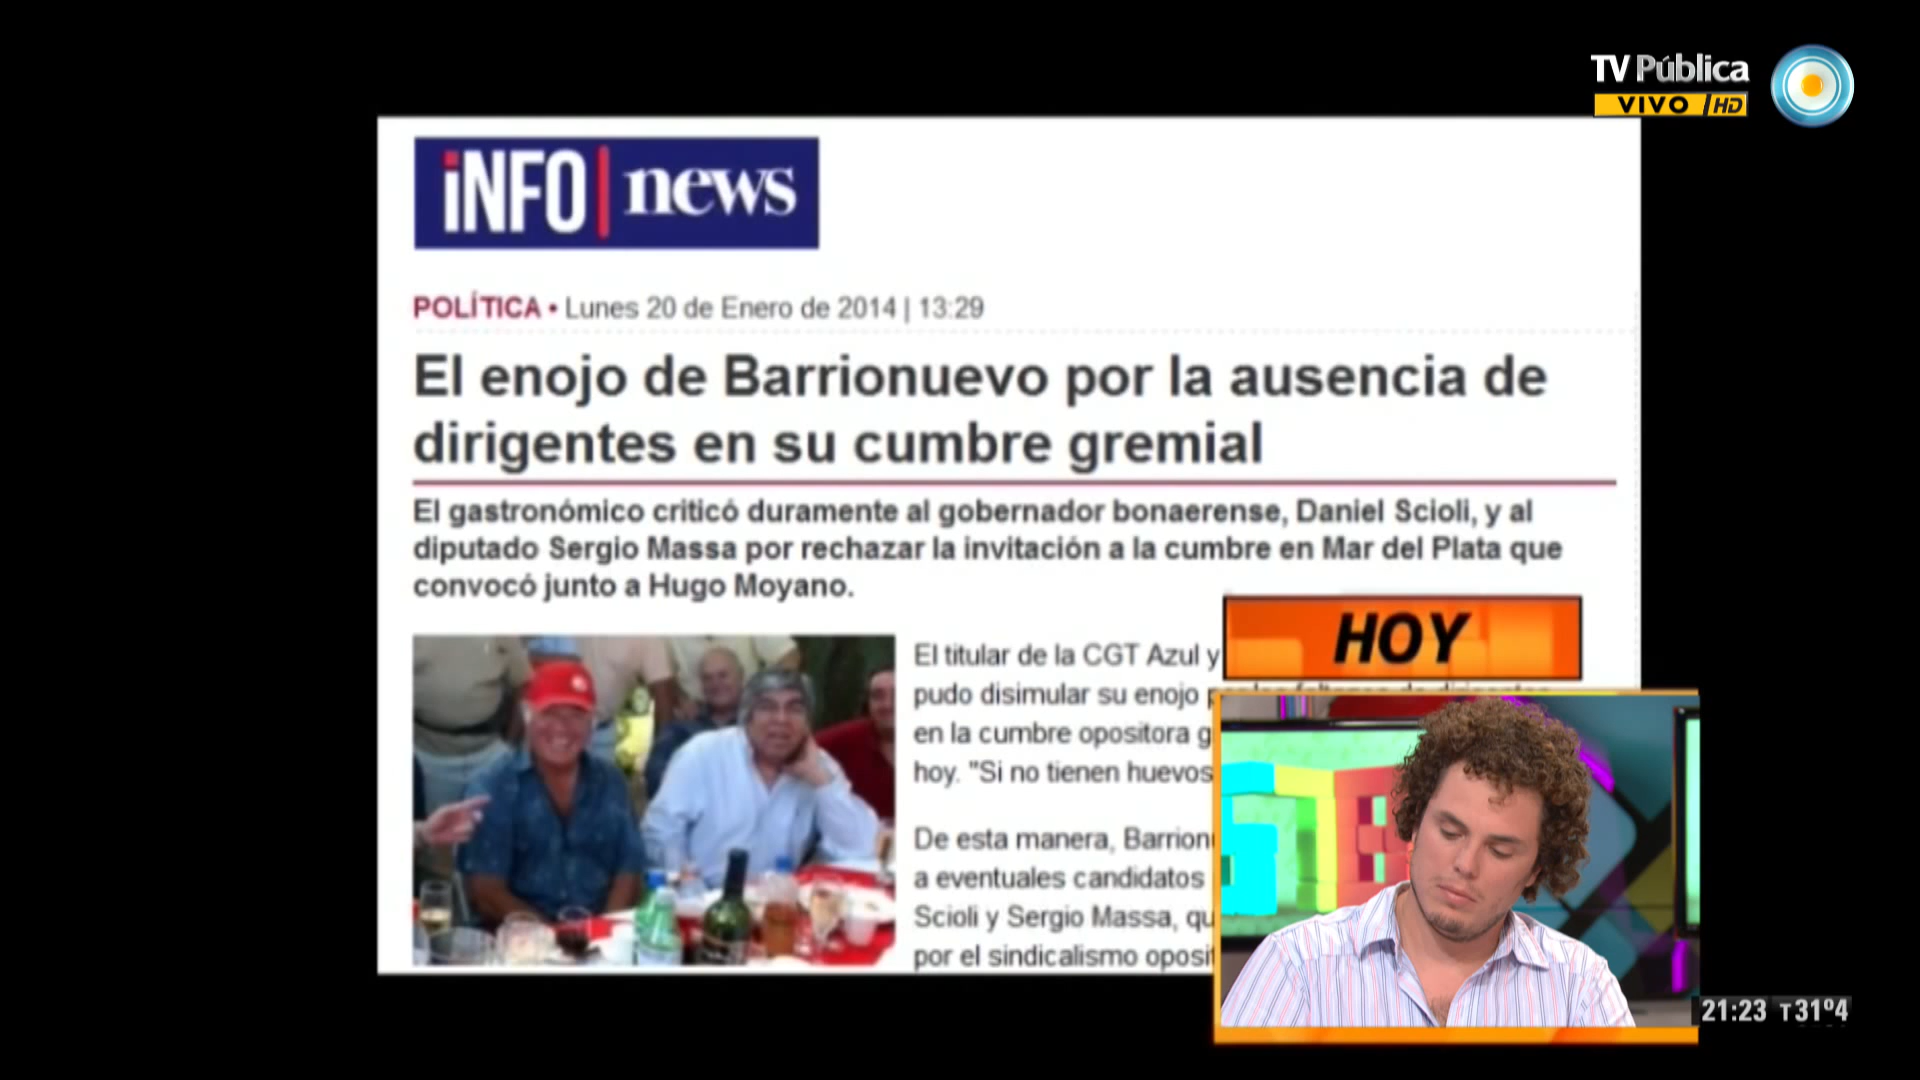 TV Pública
VIVO HD
iNFO news
POLÍTICA • Lunes 20 de Enero de 2014 | 13:29
El enojo de Barrionuevo por la ausencia de
dirigentes en su cumbre gremial
El gastronómico criticó duramente al gobernador bonaerense, Daniel Scioli, y al
diputado Sergio Massa por rechazar la invitación a la cumbre en Mar del Plata que
convocó junto a Hugo Moyano.
HOY
El titular de la CGT Azul y
pudo disimular su enojo
en la cumbre opositora
hoy. "Si no tienen huevos
De esta manera,
a eventuales candidatos
Scioli y Sergio Massa,
por el sindicalismo
21:23 T31º4